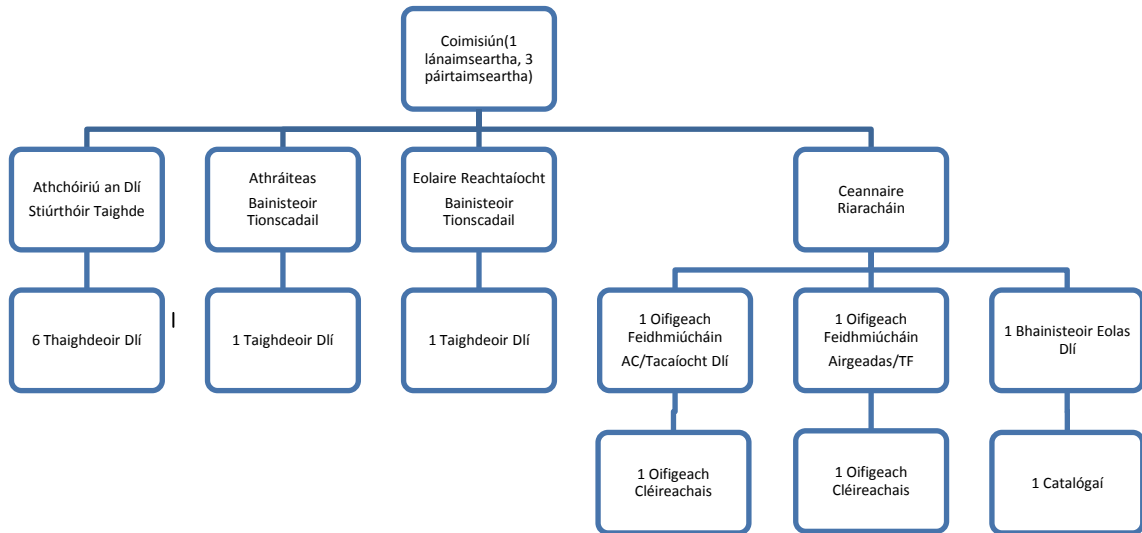 Coimisiún(1
lánaimseartha, 3
páirtaimseartha)
Athchóiriú an Dlí
Stiúrthóir Taighde
Athráiteas
Bainisteoir
Tionscadail
Eolaire Reachtaíocht
Bainisteoir
Tionscadail
Ceannaire
Riaracháin
6 Thaighdeoir Dlí
1 Taighdeoir Dlí
1 Taighdeoir Dlí
1 Oifigeach
Feidhmiúcháin
AC/Tacaíocht Dlí
1 Oifigeach
Feidhmiúcháin
Airgeadas/TF
1 Bhainisteoir Eolas
Dlí
1 Oifigeach
Cléireachais
1 Oifigeach
Cléireachais
1 Catalógaí